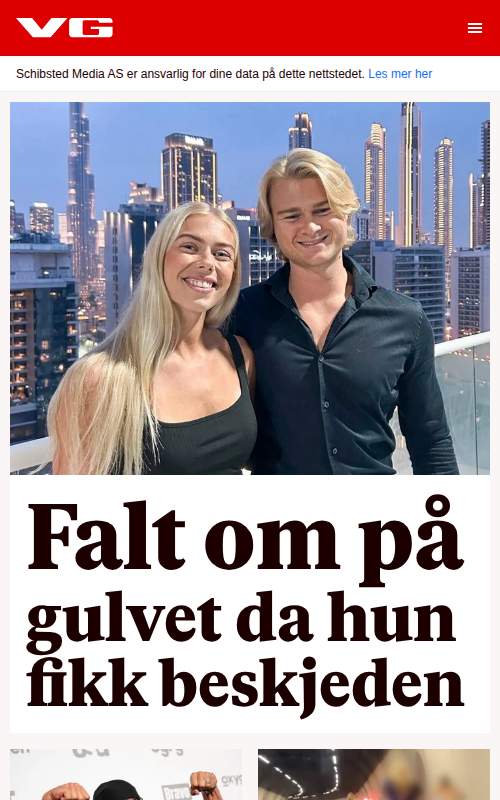 VG
Schibsted Media AS er ansvarlig for dine data på dette nettstedet. Les mer her
Falt om på
gulvet da hun
fikk beskjeden
Brave